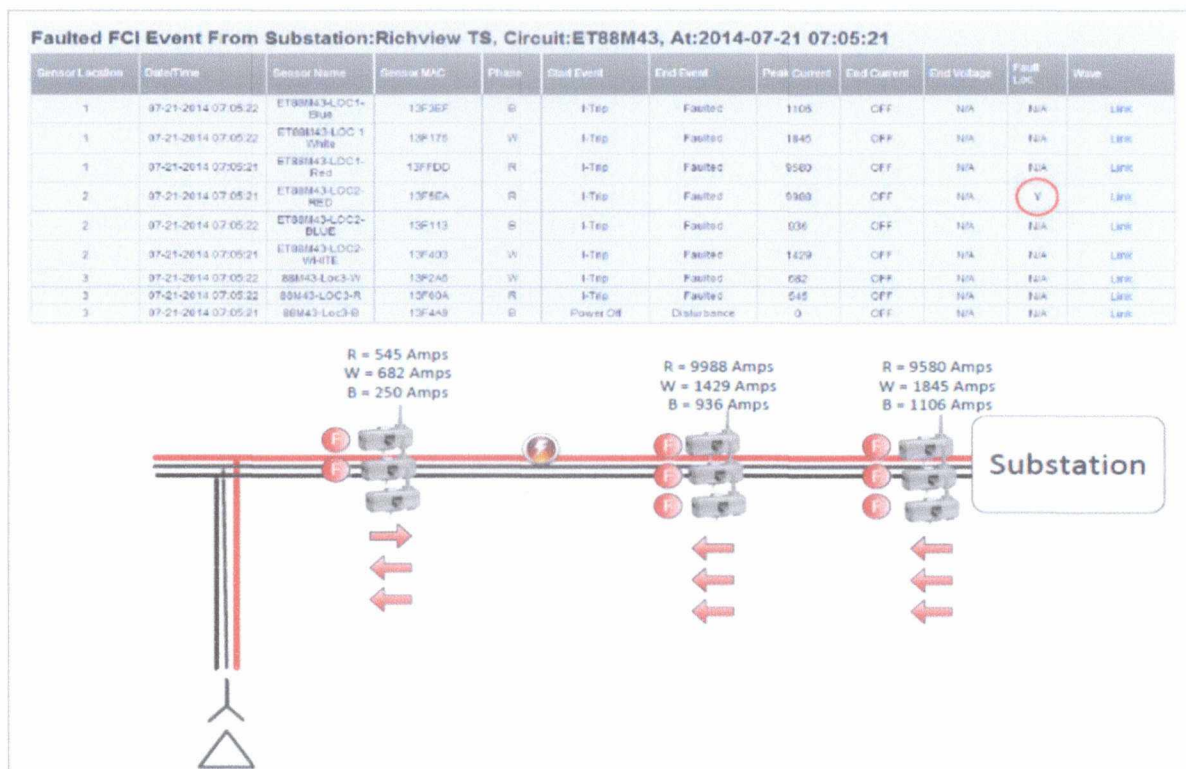 Faulted FCI Event From Substation:Richview TS, Circuit:ET88M43, At:2014-07-21 07:05:21
Sensor Location Date/Time Sensor Name Sensor MAC Phase Start Event End Event Peak Current End Current End Voltage Fault Loc. Wave
1 07-21-2014 07:05:22 ET88M43-LOC1-Blue B I-Trip Faulted 1106 OFF N/A N/A Link
1 07-21-2014 07:05:22 ET88M43-LOC 1 White 13F175 W I-Trip Faulted 1845 OFF N/A N/A Link
1 07-21-2014 07:05:22 ET88M43-LOC1-Red 13FFDD R I-Trip Faulted 9580 OFF N/A N/A Link
2 07-21-2014 07:05:21 ET88M43-LOC2-RED 13F5EA R I-Trip Faulted OFF N/A Y Link
2 07-21-2014 07:05:22 ET88M43-LOC2-BLUE 13F113 B I-Trip Faulted 936 OFF N/A N/A Link
2 07-21-2014 07:05:21 ET88M43-LOC2-WHITE W I-Trip Faulted 1429 OFF N/A N/A Link
3 07-21-2014 07:05:22 88M43-Loc3-W 13F2A6 W I-Trip Faulted 682 OFF N/A N/A Link
3 07-21-2014 07:05:22 88M43-LOC3-R 13F60A R I-Trip Faulted 545 OFF N/A N/A Link
3 07-21-2014 07:05:21 88M43-Loc3-B 13F4A9 B Power Off Disturbance 0 OFF N/A N/A Link
R = 545 Amps
W = 682 Amps
B = 250 Amps
R = 9988 Amps
W = 1429 Amps
B = 936 Amps
R = 9580 Amps
W = 1845 Amps
B = 1106 Amps
F
F
F
F
F
F
F
F
Substation